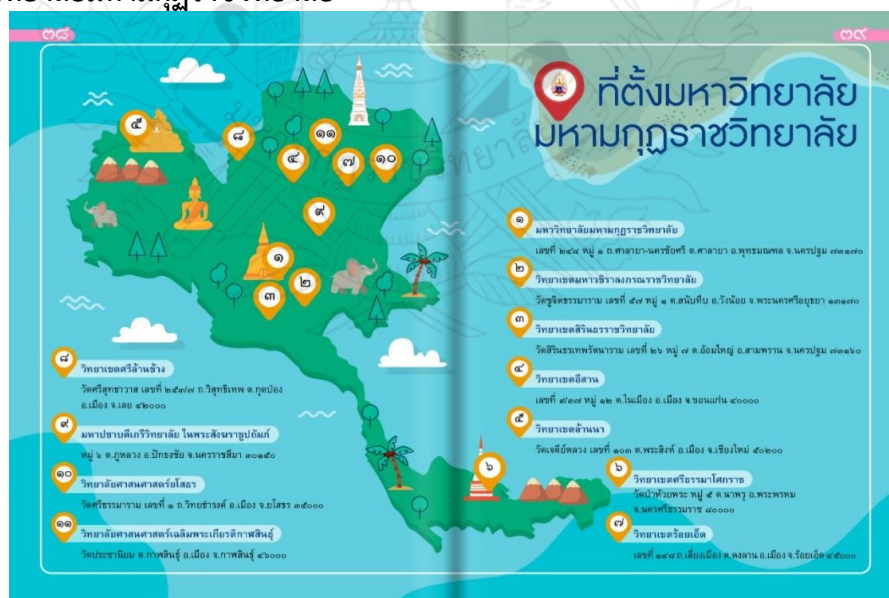 ๓๘
๓๙
ที่ตั้งมหาวิทยาลัย
มหามกุฏราชวิทยาลัย
๕
๘
๑๑
๔
๗
๑๐
๙
๑
๒
๓
๖
๑
มหาวิทยาลัยมหามกุฏราชวิทยาลัย
เลขที่ ๒๔๘ หมู่ ๑ ถ.ศาลายา-นครชัยศรี ต.ศาลายา อ.พุทธมณฑล จ.นครปฐม ๗๓๑๗๐
๒
วิทยาเขตมหาวชิราลงกรณราชวิทยาลัย
วัดชูจิตธรรมาราม เลขที่ ๕๗ หมู่ ๑ ต.สนับทึบ อ.วังน้อย จ.พระนครศรีอยุธยา ๑๓๑๗๐
๓
วิทยาเขตสิรินธรราชวิทยาลัย
วัดสิรินธรเทพรัตนาราม เลขที่ ๒๖ หมู่ ๗ ต.อ้อมใหญ่ อ.สามพราน จ.นครปฐม ๗๓๑๖๐
๔
วิทยาเขตอีสาน
เลขที่ ๙/๓๗ หมู่ ๑๒ ต.ในเมือง อ.เมือง จ.ขอนแก่น ๔๐๐๐๐
๕
วิทยาเขตล้านนา
วัดเจดีย์หลวง เลขที่ ๑๐๓ ต.พระสิงห์ อ.เมือง จ.เชียงใหม่ ๕๐๒๐๐
๖
วิทยาเขตศรีธรรมาโศกราช
วัดป่าห้วยพระ หมู่ ๕ ต.นาพรุ อ.พระพรหม
จ.นครศรีธรรมราช ๘๐๐๐๐
๗
วิทยาเขตร้อยเอ็ด
เลขที่ ๑๔๘ ถ.เลี่ยงเมือง ต.ดงลาน อ.เมือง จ.ร้อยเอ็ด ๔๕๐๐๐
๘
วิทยาเขตศรีล้านช้าง
วัดศรีสุทธาวาส เลขที่ ๒๕๓/๗ ถ.วิสุทธิเทพ ต.กุดป่อง
อ.เมือง จ.เลย ๔๒๐๐๐
๙
มหาปชาบดีเถรีวิทยาลัย ในพระสังฆราชูปถัมภ์
หมู่ ๖ ต.ภูหลวง อ.ปักธงชัย จ.นครราชสีมา ๓๐๑๕๐
๑๐
วิทยาลัยศาสนศาสตร์ยโสธร
วัดศรีธรรมาราม เลขที่ ๑ ถ.วิทยธำรงค์ อ.เมือง จ.ยโสธร ๓๕๐๐๐
๑๑
วิทยาลัยศาสนศาสตร์เฉลิมพระเกียรติกาฬสินธุ์
วัดประชานิยม ต.กาฬสินธุ์ อ.เมือง จ.กาฬสินธุ์ ๔๖๐๐๐